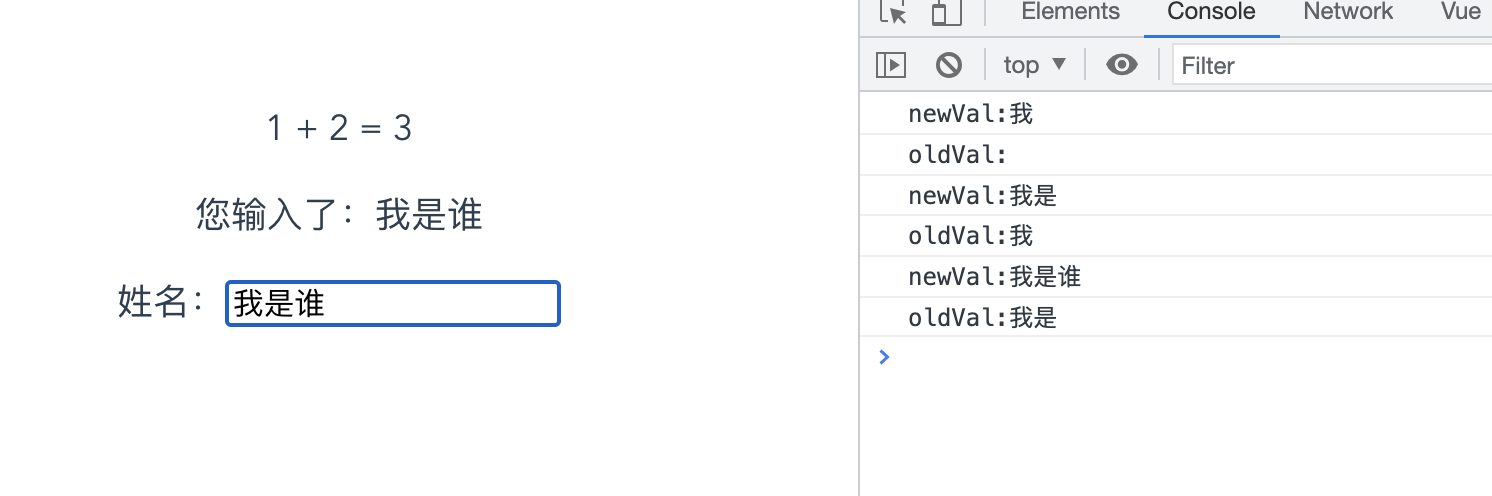 1 + 2 = 3
您输入了：我是谁
姓名：我是谁
Elements Console Network Vue
top ▼ Filter
newVal:我
oldVal:
newVal:我是
oldVal:我
newVal:我是谁
oldVal:我是